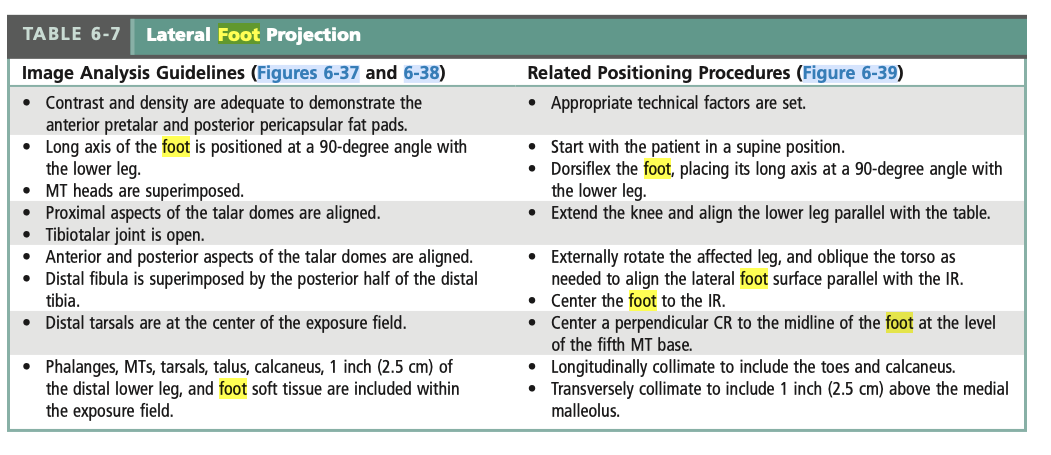 TABLE 6-7 Lateral Foot Projection
Image Analysis Guidelines (Figures 6-37 and 6-38)
Related Positioning Procedures (Figure 6-39)
• Contrast and density are adequate to demonstrate the
anterior pretalar and posterior pericapsular fat pads.
• Appropriate technical factors are set.
• Long axis of the foot is positioned at a 90-degree angle with
the lower leg.
• MT heads are superimposed.
• Start with the patient in a supine position.
• Dorsiflex the foot, placing its long axis at a 90-degree angle with
the lower leg.
• Proximal aspects of the talar domes are aligned.
• Tibiotalar joint is open.
• Extend the knee and align the lower leg parallel with the table.
• Anterior and posterior aspects of the talar domes are aligned.
• Distal fibula is superimposed by the posterior half of the distal
tibia.
• Externally rotate the affected leg, and oblique the torso as
needed to align the lateral foot surface parallel with the IR.
• Center the foot to the IR.
• Distal tarsals are at the center of the exposure field.
• Center a perpendicular CR to the midline of the foot at the level
of the fifth MT base.
• Phalanges, MTs, tarsals, talus, calcaneus, 1 inch (2.5 cm) of
the distal lower leg, and foot soft tissue are included within
the exposure field.
• Longitudinally collimate to include the toes and calcaneus.
• Transversely collimate to include 1 inch (2.5 cm) above the medial
malleolus.